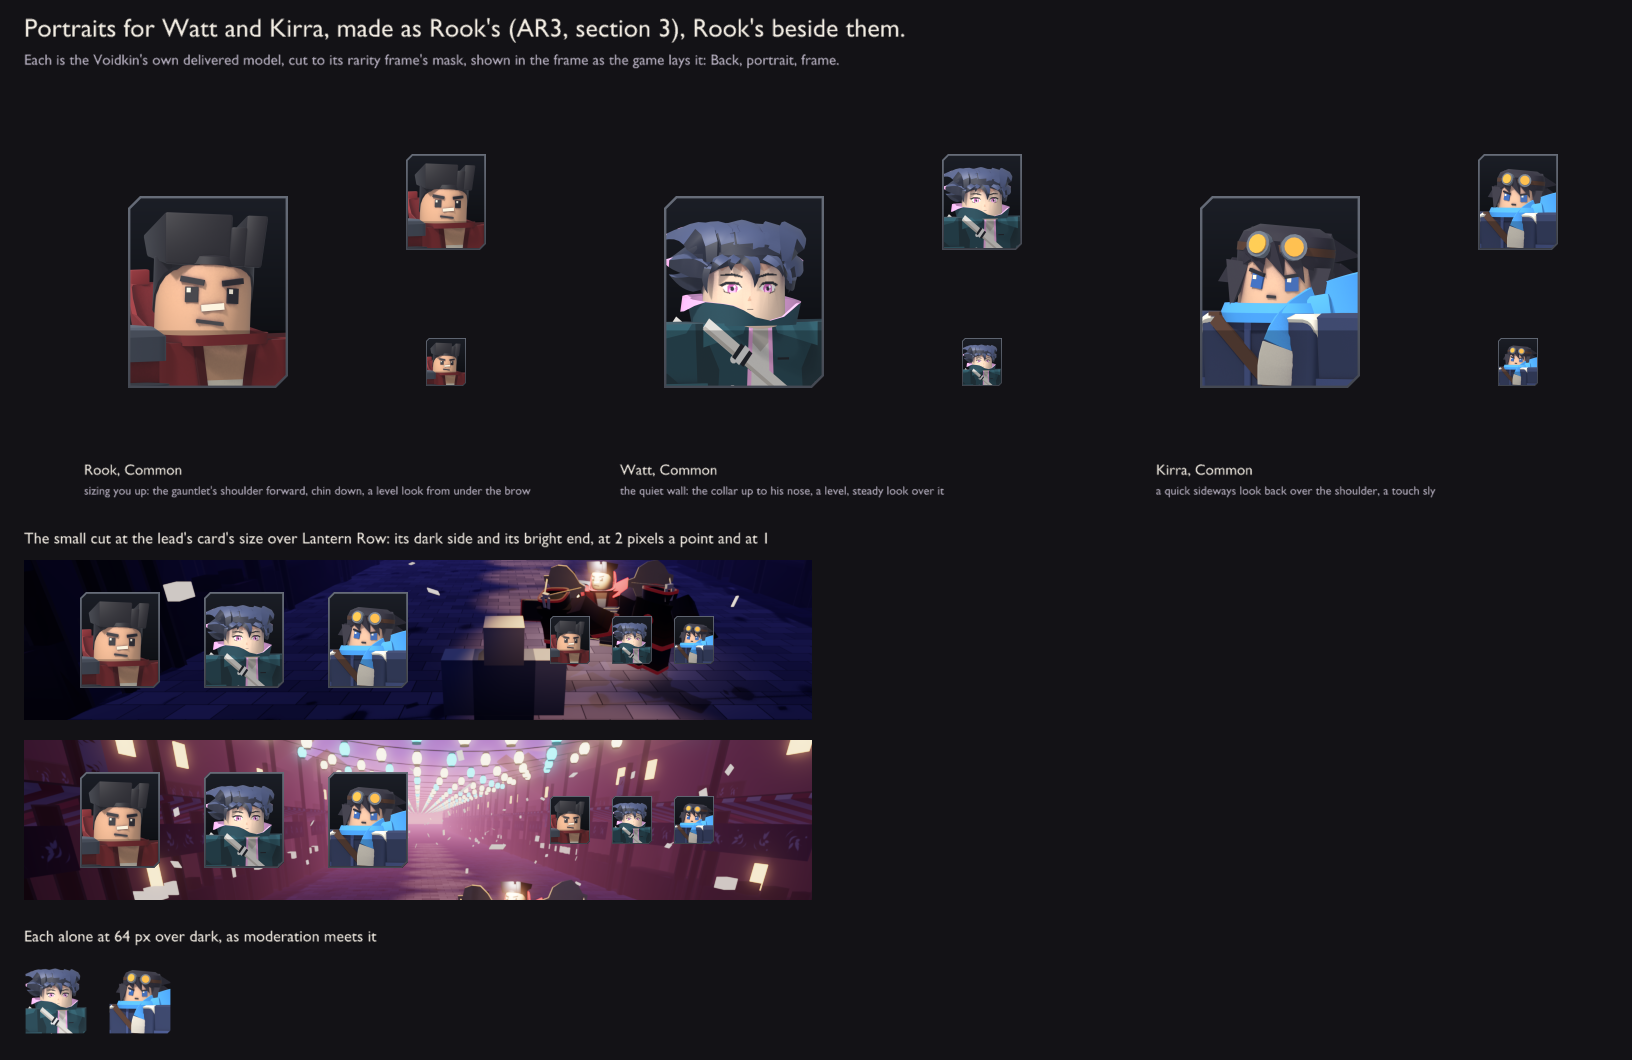 Portraits for Watt and Kirra, made as Rook's (AR3, section 3), Rook's beside them.
Each is the Voidkin's own delivered model, cut to its rarity frame's mask, shown in the frame as the game lays it: Back, portrait, frame.
Rook, Common
sizing you up: the gauntlet's shoulder forward, chin down, a level look from under the brow
Watt, Common
the quiet wall: the collar up to his nose, a level, steady look over it
Kirra, Common
a quick sideways look back over the shoulder, a touch sly
The small cut at the lead's card's size over Lantern Row: its dark side and its bright end, at 2 pixels a point and at 1
Each alone at 64 px over dark, as moderation meets it